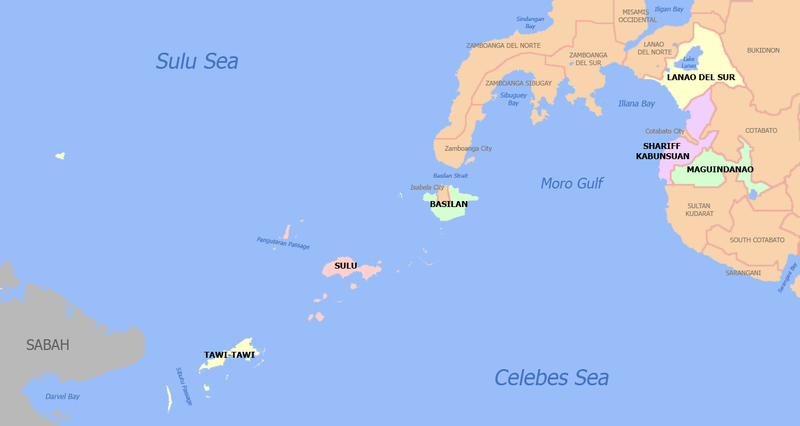 Iligan Bay
MISAMIS
OCCIDENTAL
Sindangan
Bay
ZAMBOANGA DEL NORTE
LANAO
DEL NORTE
BUKIDNON
Sulu Sea
ZAMBOANGA
DEL SUR
Lake
Lanao
LANAO DEL SUR
ZAMBOANGA SIBUGAY
Sibuguey
Bay
Illana Bay
Cotabato City
COTABATO
Zamboanga City
SHARIFF
KABUNSUAN
MAGUINDANAO
Basilan Strait
Moro Gulf
Isabela City
BASILAN
SULTAN
KUDARAT
Pangutaran Passage
SOUTH COTABATO
SULU
SARANGANI
Sarangani Bay
SABAH
TAWI-TAWI
Sibutu Passage
Celebes Sea
Darvel Bay